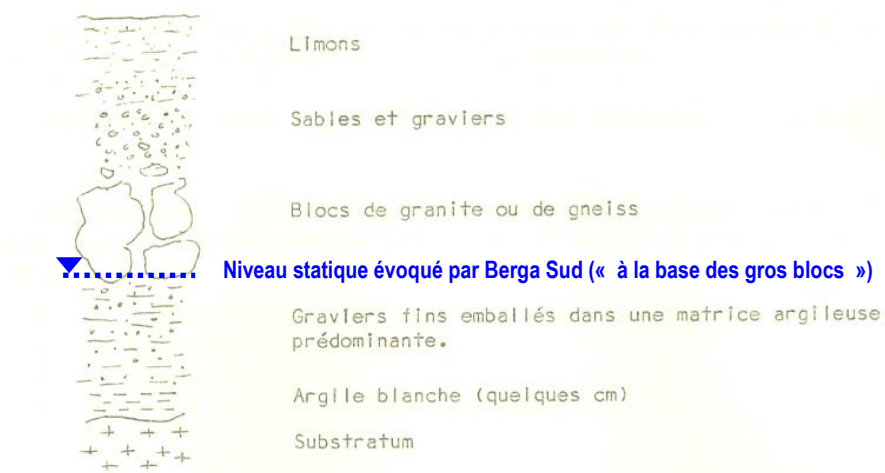 Limons
Sables et graviers
Blocs de granite ou de gneiss
Niveau statique évoqué par Berga Sud (« à la base des gros blocs »)
Graviers fins emballés dans une matrice argileuse
prédominante.
Argile blanche (quelques cm)
Substratum